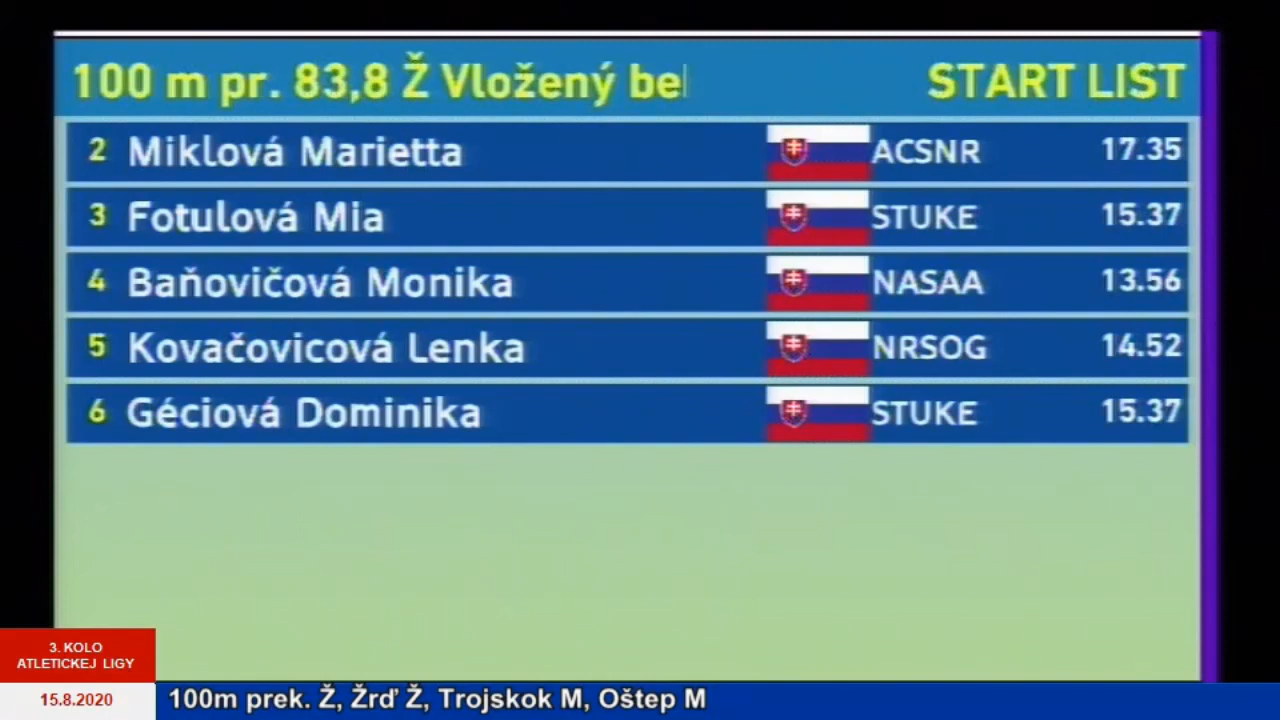 100 m pr. 83,8 Ž Vložený be START LIST
2 Miklová Marietta ACSNR 17.35
3 Fotulová Mia STUKE 15.37
4 Baňovičová Monika NASAA 13.56
5 Kovačovicová Lenka NRSOG 14.52
6 Géciová Dominika STUKE 15.37
3. KOLO
ATLETICKEJ LIGY
15.8.2020
100m prek. Ž, Žrď Ž, Trojskok M, Oštep M